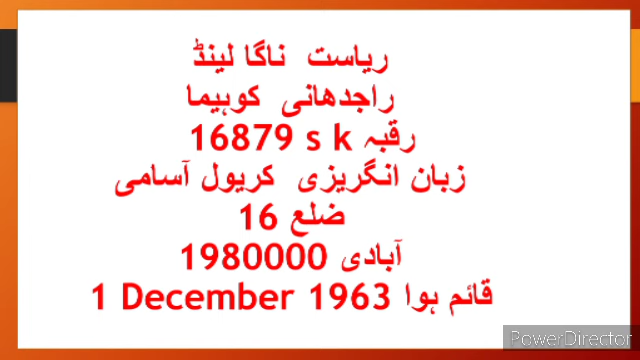 ریاست ناگا لینڈ
راجدھانی کوہیما
رقبہ 16879 s k
زبان انگریزی کریول آسامی
ضلع 16
آبادی 1980000
قائم ہوا 1 December 1963
PowerDirector